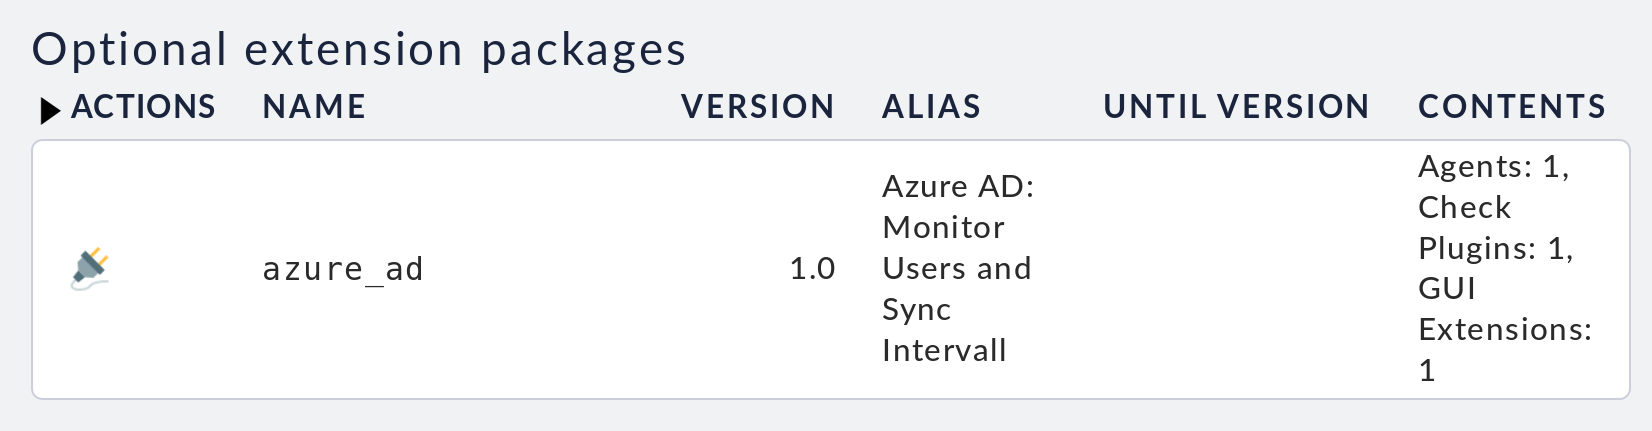 Optional extension packages
ACTIONS NAME VERSION ALIAS UNTIL VERSION CONTENTS
azure_ad
1.0
Azure AD:
Monitor
Users and
Sync
Intervall
Agents: 1,
Check
Plugins: 1,
GUI
Extensions:
1